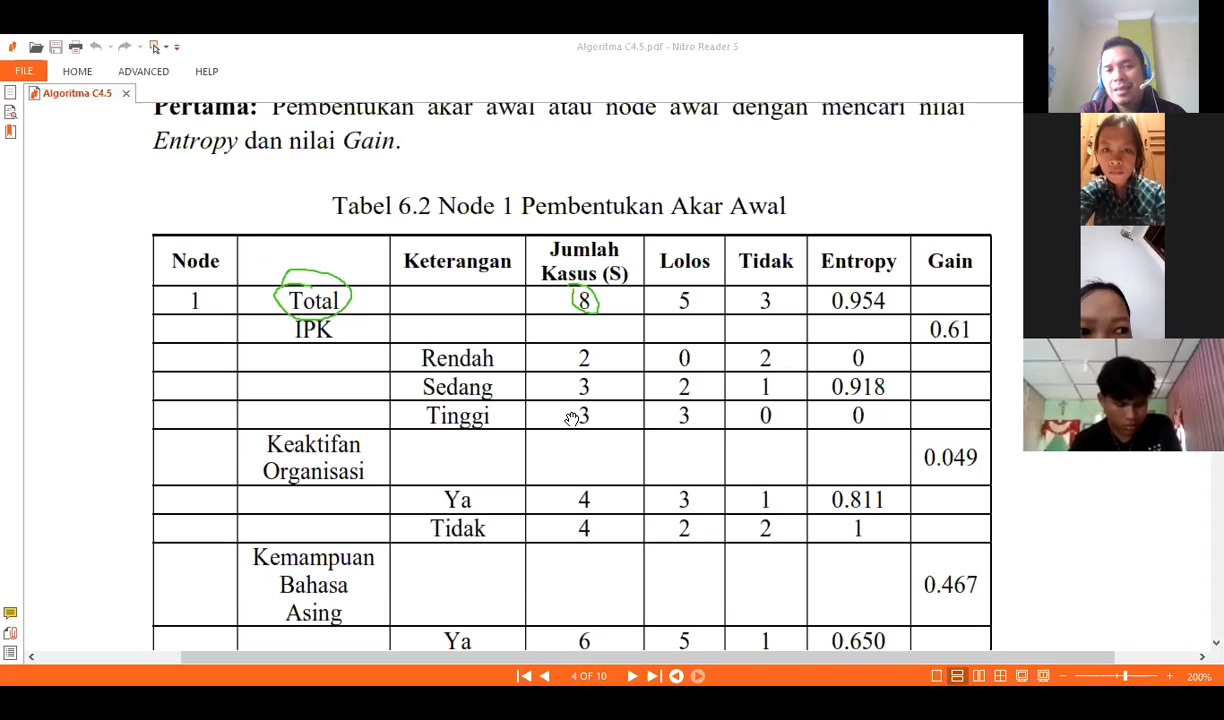 Algoritma C4.5.pdf - Nitro Reader 5
FILE HOME ADVANCED HELP
Algoritma C4.5
Pertama: Pembentukan akar awal atau node awal dengan mencari nilai
Entropy dan nilai Gain.
Tabel 6.2 Node 1 Pembentukan Akar Awal
Node Keterangan Jumlah Kasus (S) Lolos Tidak Entropy Gain
1 Total 8 5 3 0.954
IPK 0.61
Rendah 2 0 2 0
Sedang 3 2 1 0.918
Tinggi 3 3 0 0
Keaktifan
Organisasi 0.049
Ya 4 3 1 0.811
Tidak 4 2 2 1
Kemampuan
Bahasa 0.467
Asing
Ya 6 5 1 0.650
4 OF 10
200%